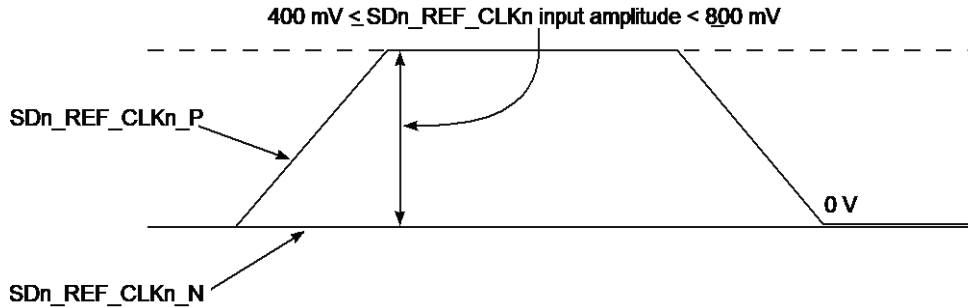 400 mV ≤ SDn_REF_CLKn input amplitude < 800 mV
SDn_REF_CLKn_P
0 V
SDn_REF_CLKn_N